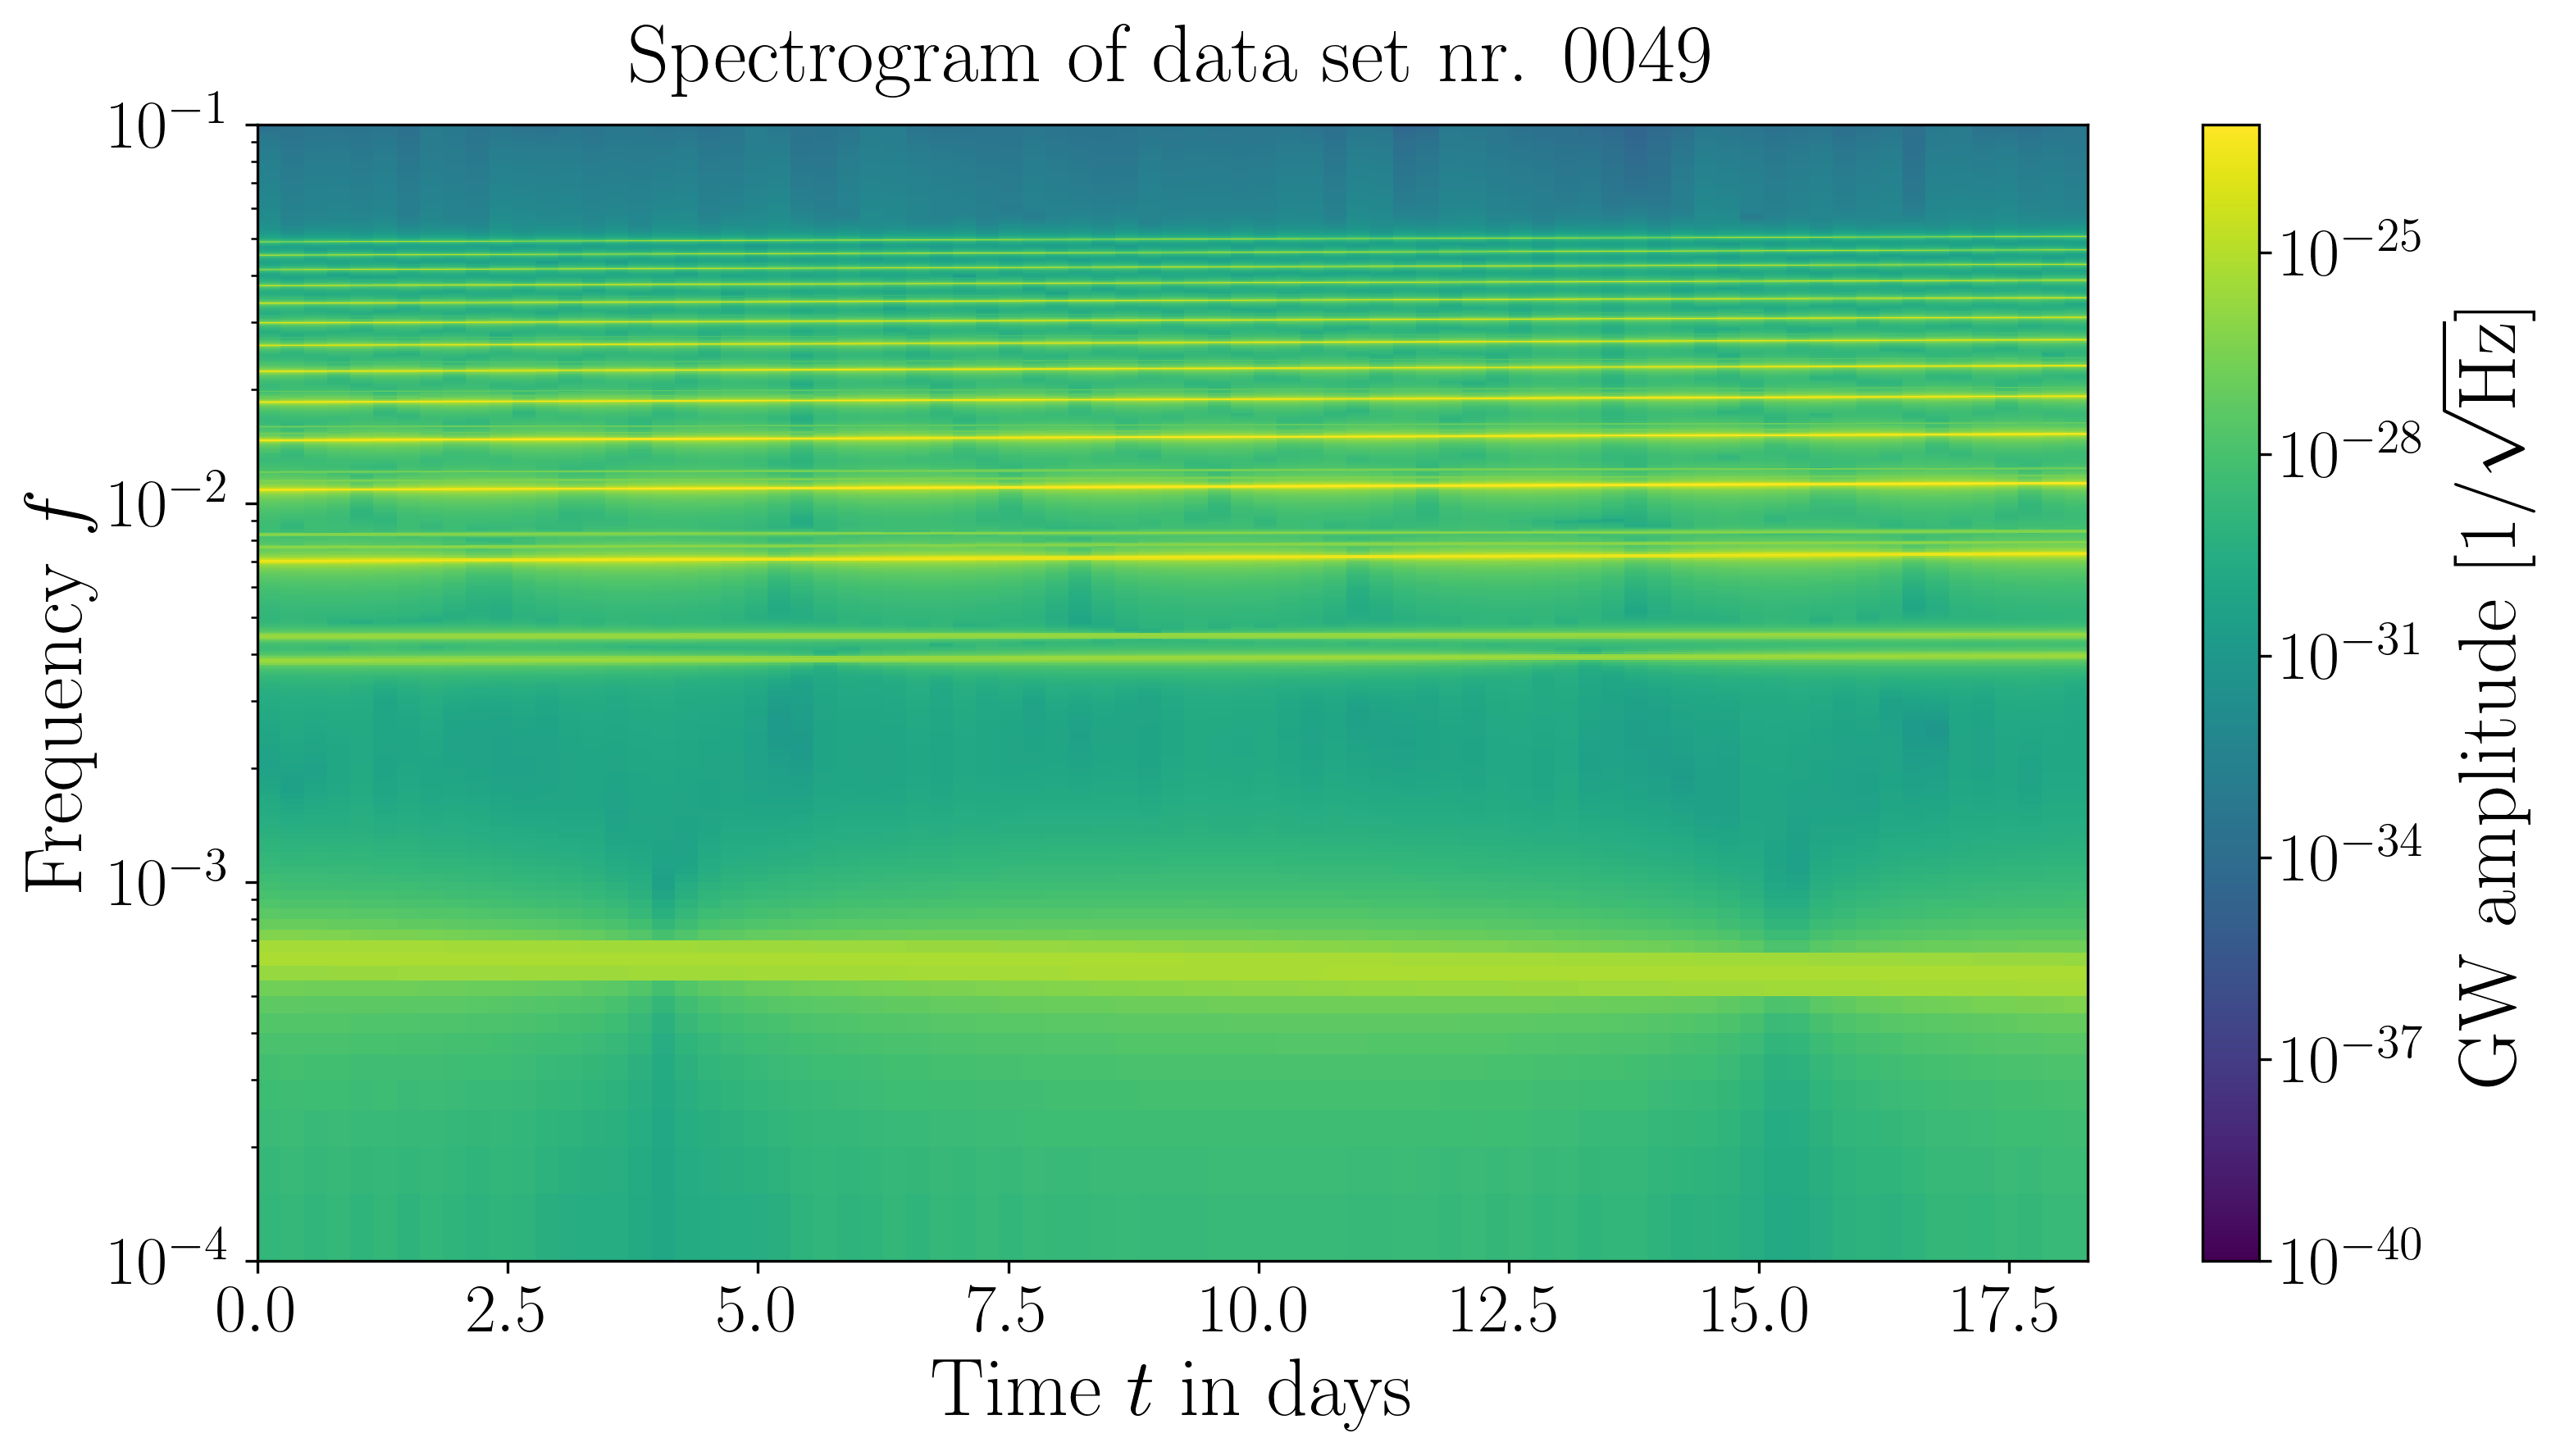 Spectrogram of data set nr. 0049
Frequency f
10⁻¹
10⁻²
10⁻³
10⁻⁴
0.0 2.5 5.0 7.5 10.0 12.5 15.0 17.5
Time t in days
10⁻²⁵
10⁻²⁸
10⁻³¹
10⁻³⁴
10⁻³⁷
10⁻⁴⁰
GW amplitude [1/√Hz]